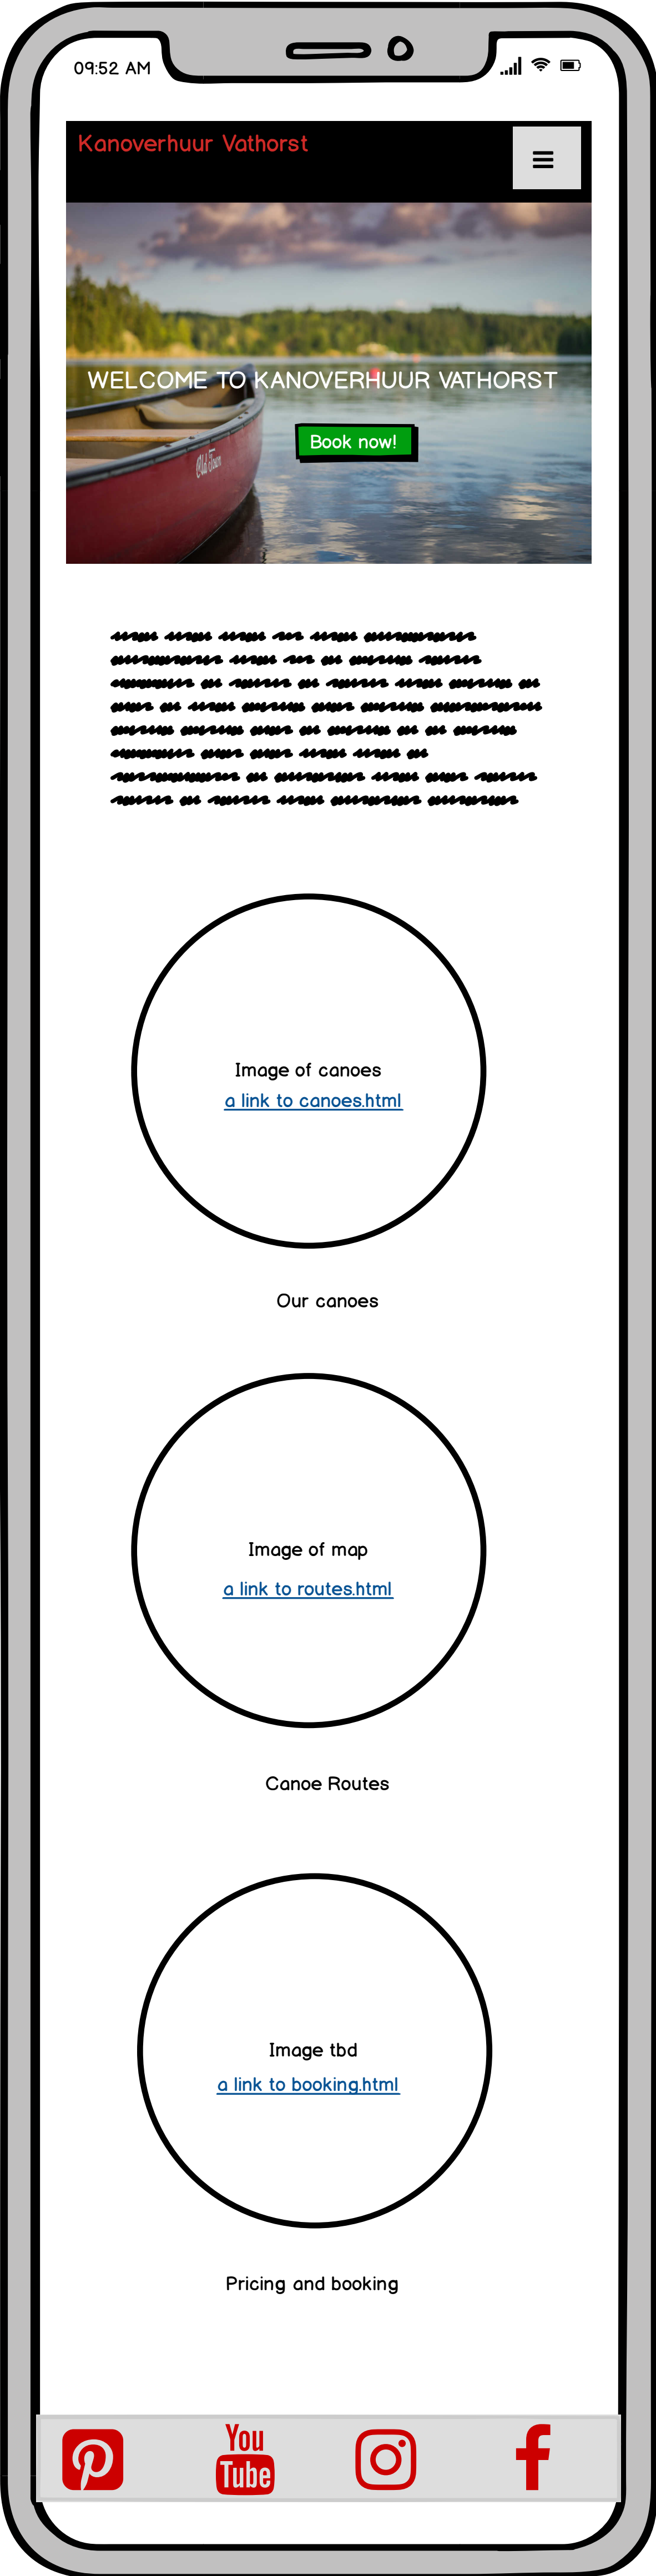 09:52 AM
Kanoverhuur Vathorst
WELCOME TO KANOVERHUUR VATHORST
Book now!
Old Town
Image of canoes
a link to canoes.html
Our canoes
Image of map
a link to routes.html
Canoe Routes
Image tbd
a link to booking.html
Pricing and booking
You
Tube